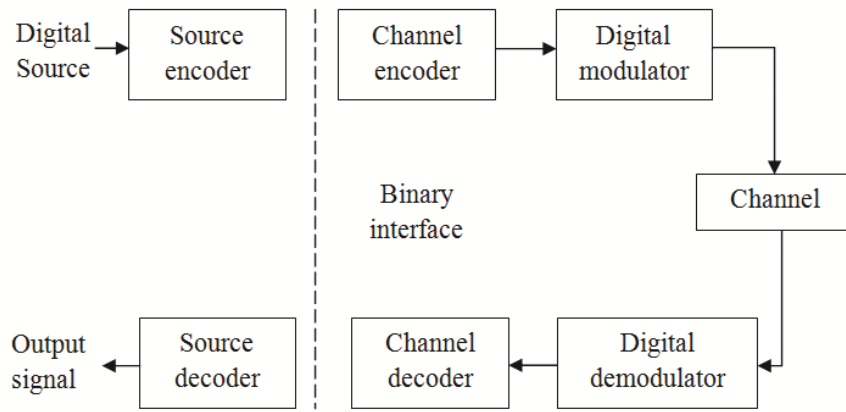 Digital
Source
Source
encoder
Channel
encoder
Digital
modulator
Binary
interface
Channel
Output
signal
Source
decoder
Channel
decoder
Digital
demodulator